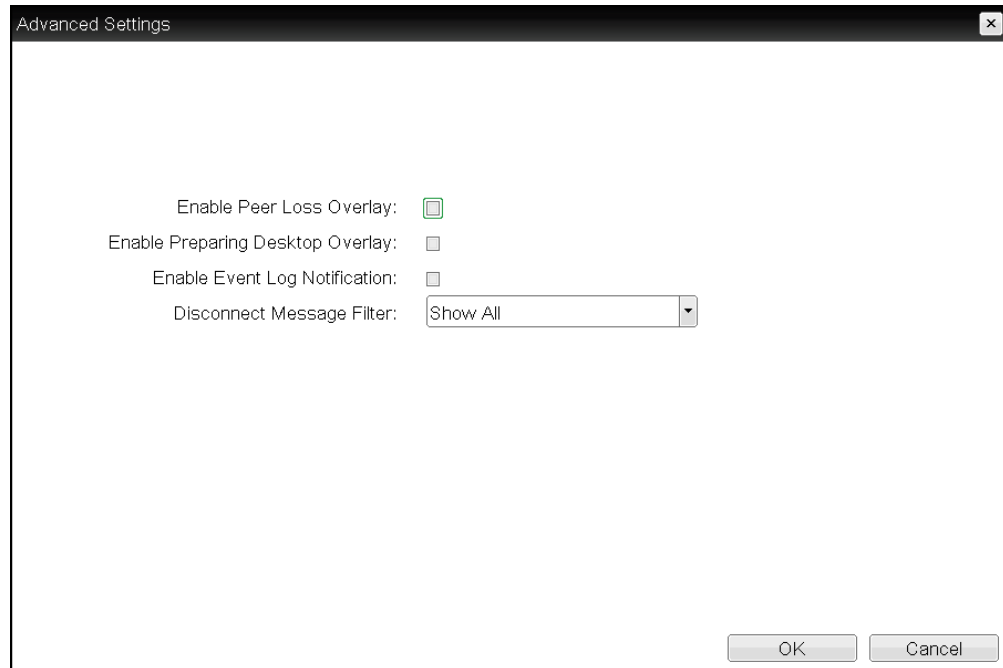 Advanced Settings
Enable Peer Loss Overlay:
Enable Preparing Desktop Overlay:
Enable Event Log Notification:
Disconnect Message Filter: Show All
OK Cancel